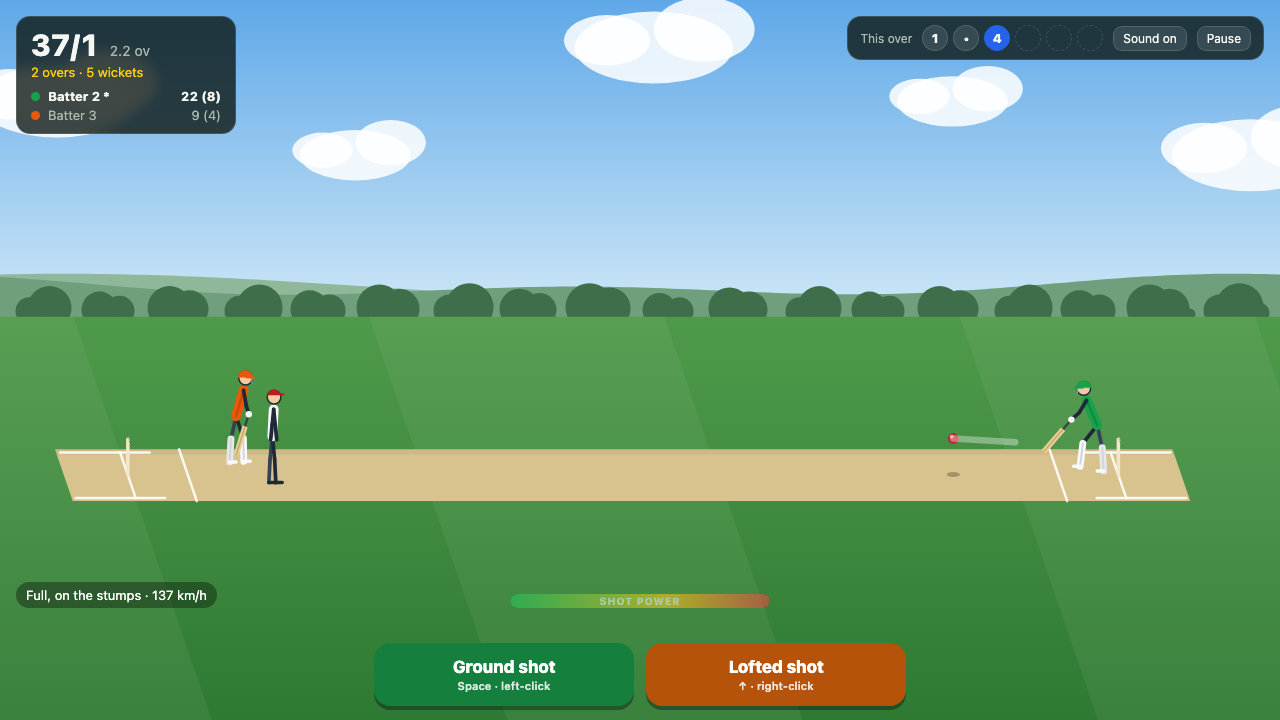 37/1 2.2 ov
2 overs · 5 wickets
Batter 2 * 22 (8)
Batter 3 9 (4)
This over 1 • 4 Sound on Pause
Full, on the stumps · 137 km/h
SHOT POWER
Ground shot
Space · left-click
Lofted shot
↑ · right-click